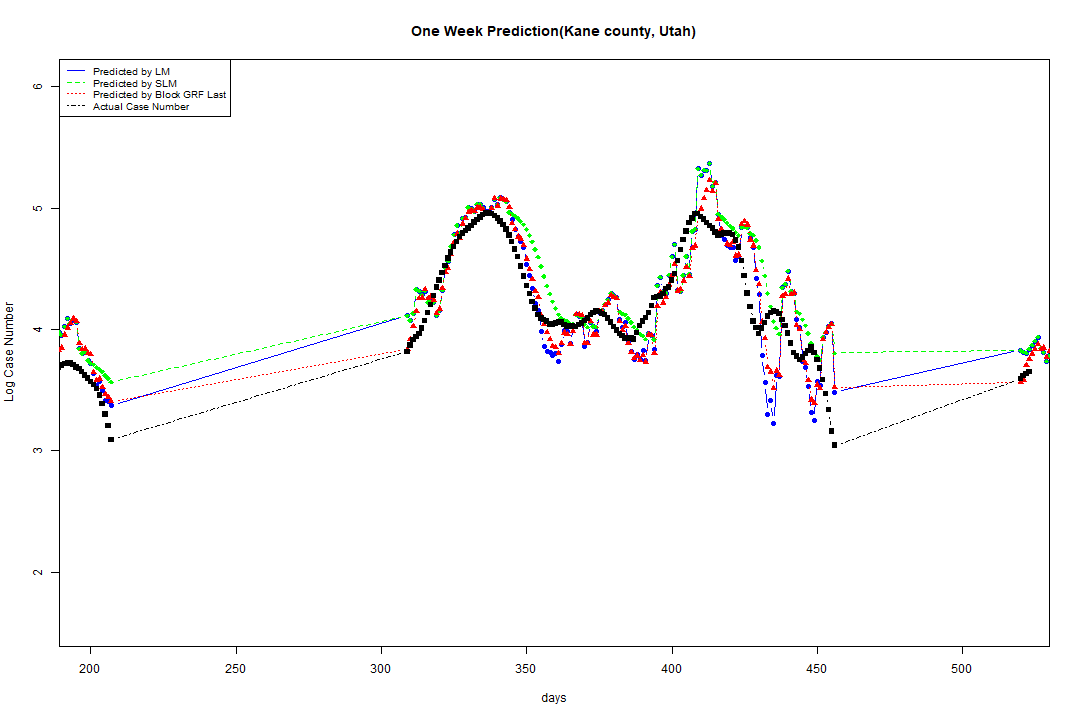 One Week Prediction(Kane county, Utah)
Predicted by LM
Predicted by SLM
Predicted by Block GRF Last
Actual Case Number
6
5
4
3
2
Log Case Number
200 250 300 350 400 450 500
days